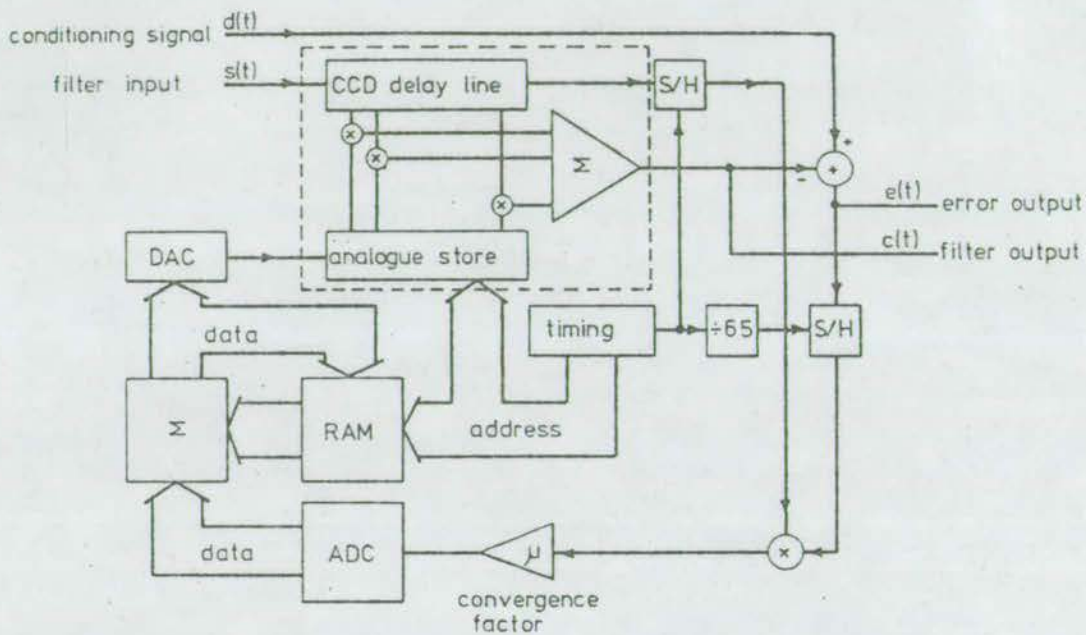 conditioning signal d(t)
filter input s(t)
CCD delay line
S/H
×
×
×
Σ
+
-
+
e(t) error output
c(t) filter output
DAC
analogue store
data
timing
÷65
S/H
Σ
RAM
address
data
ADC
μ
×
convergence
factor